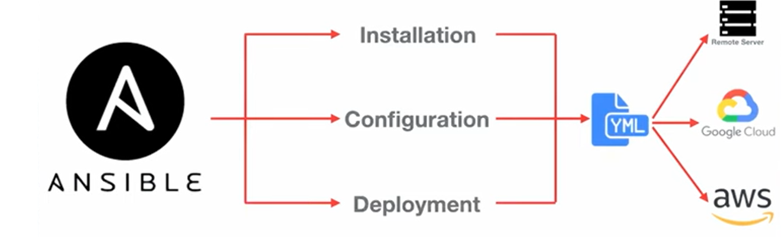 ANSIBLE
Installation
Configuration
Deployment
YML
Remote Server
Google Cloud
aws